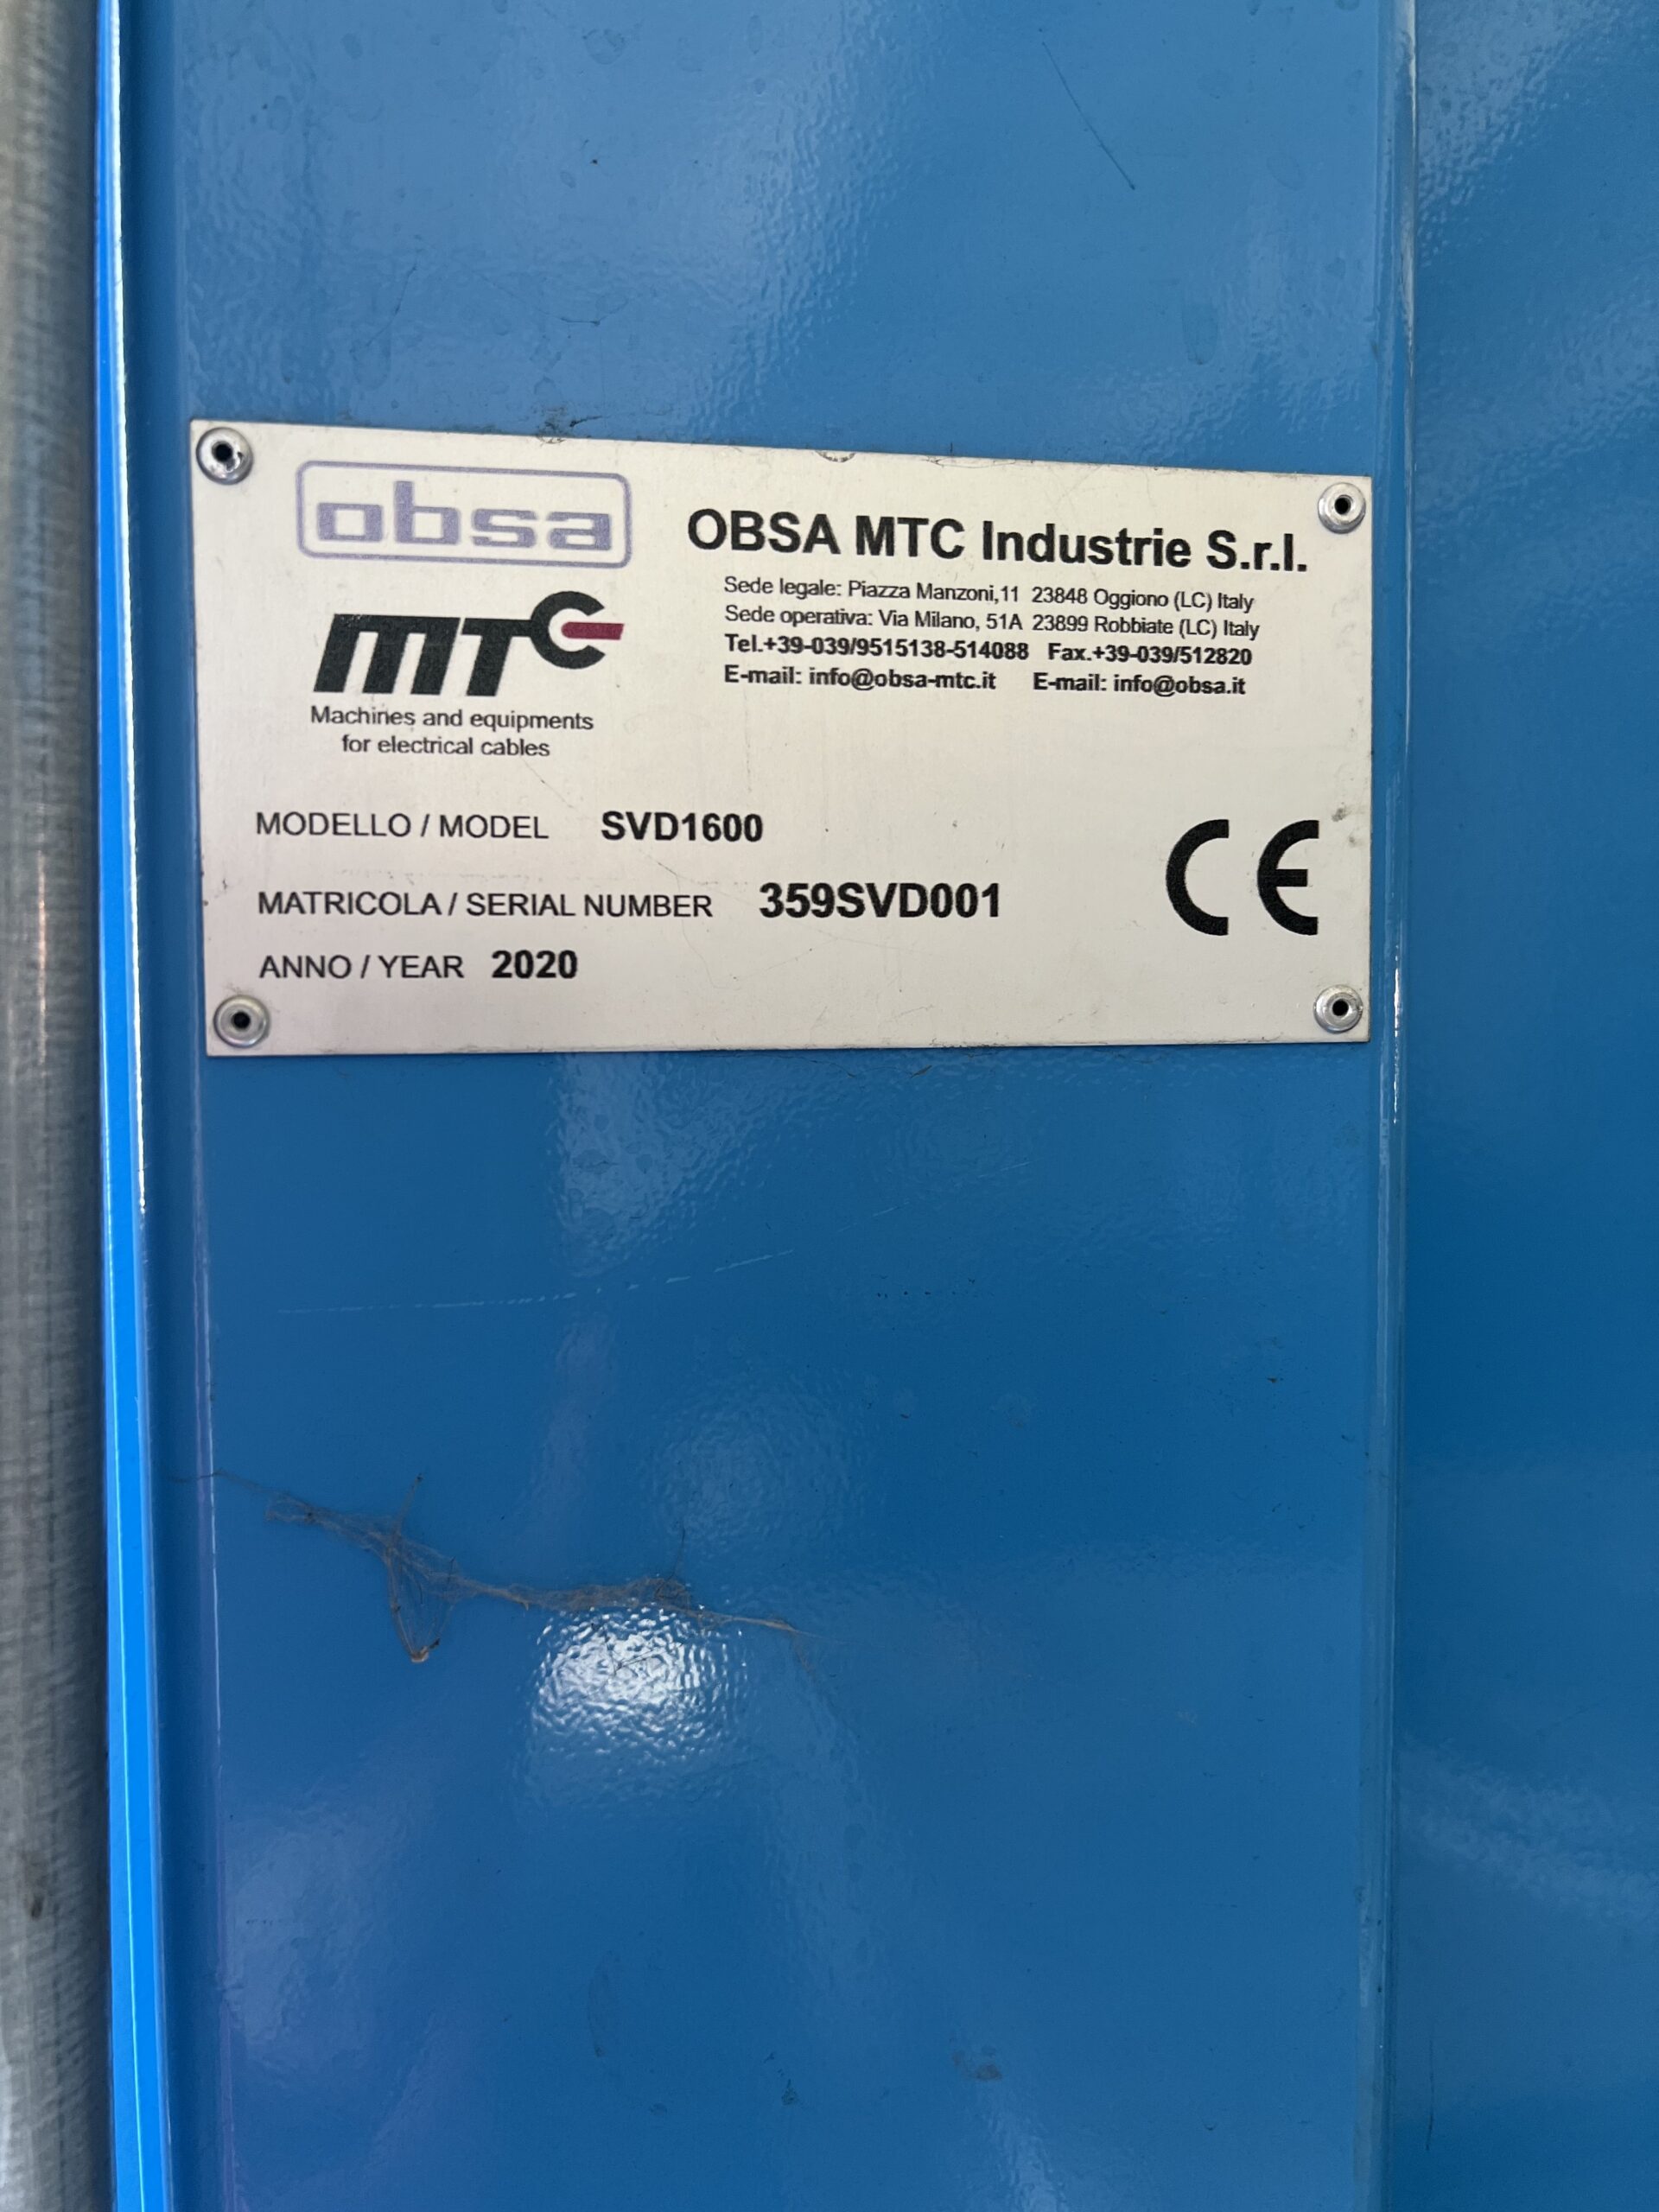 obsa
MTC
Machines and equipments
for electrical cables
OBSA MTC Industrie S.r.l.
Sede legale: Piazza Manzoni,11 23848 Oggiono (LC) Italy
Sede operativa: Via Milano, 51A 23899 Robbiate (LC) Italy
Tel.+39-039/9515138-514088 Fax.+39-039/512820
E-mail: info@obsa-mtc.it E-mail: info@obsa.it
MODELLO / MODEL SVD1600
MATRICOLA / SERIAL NUMBER 359SVD001
ANNO / YEAR 2020
CE